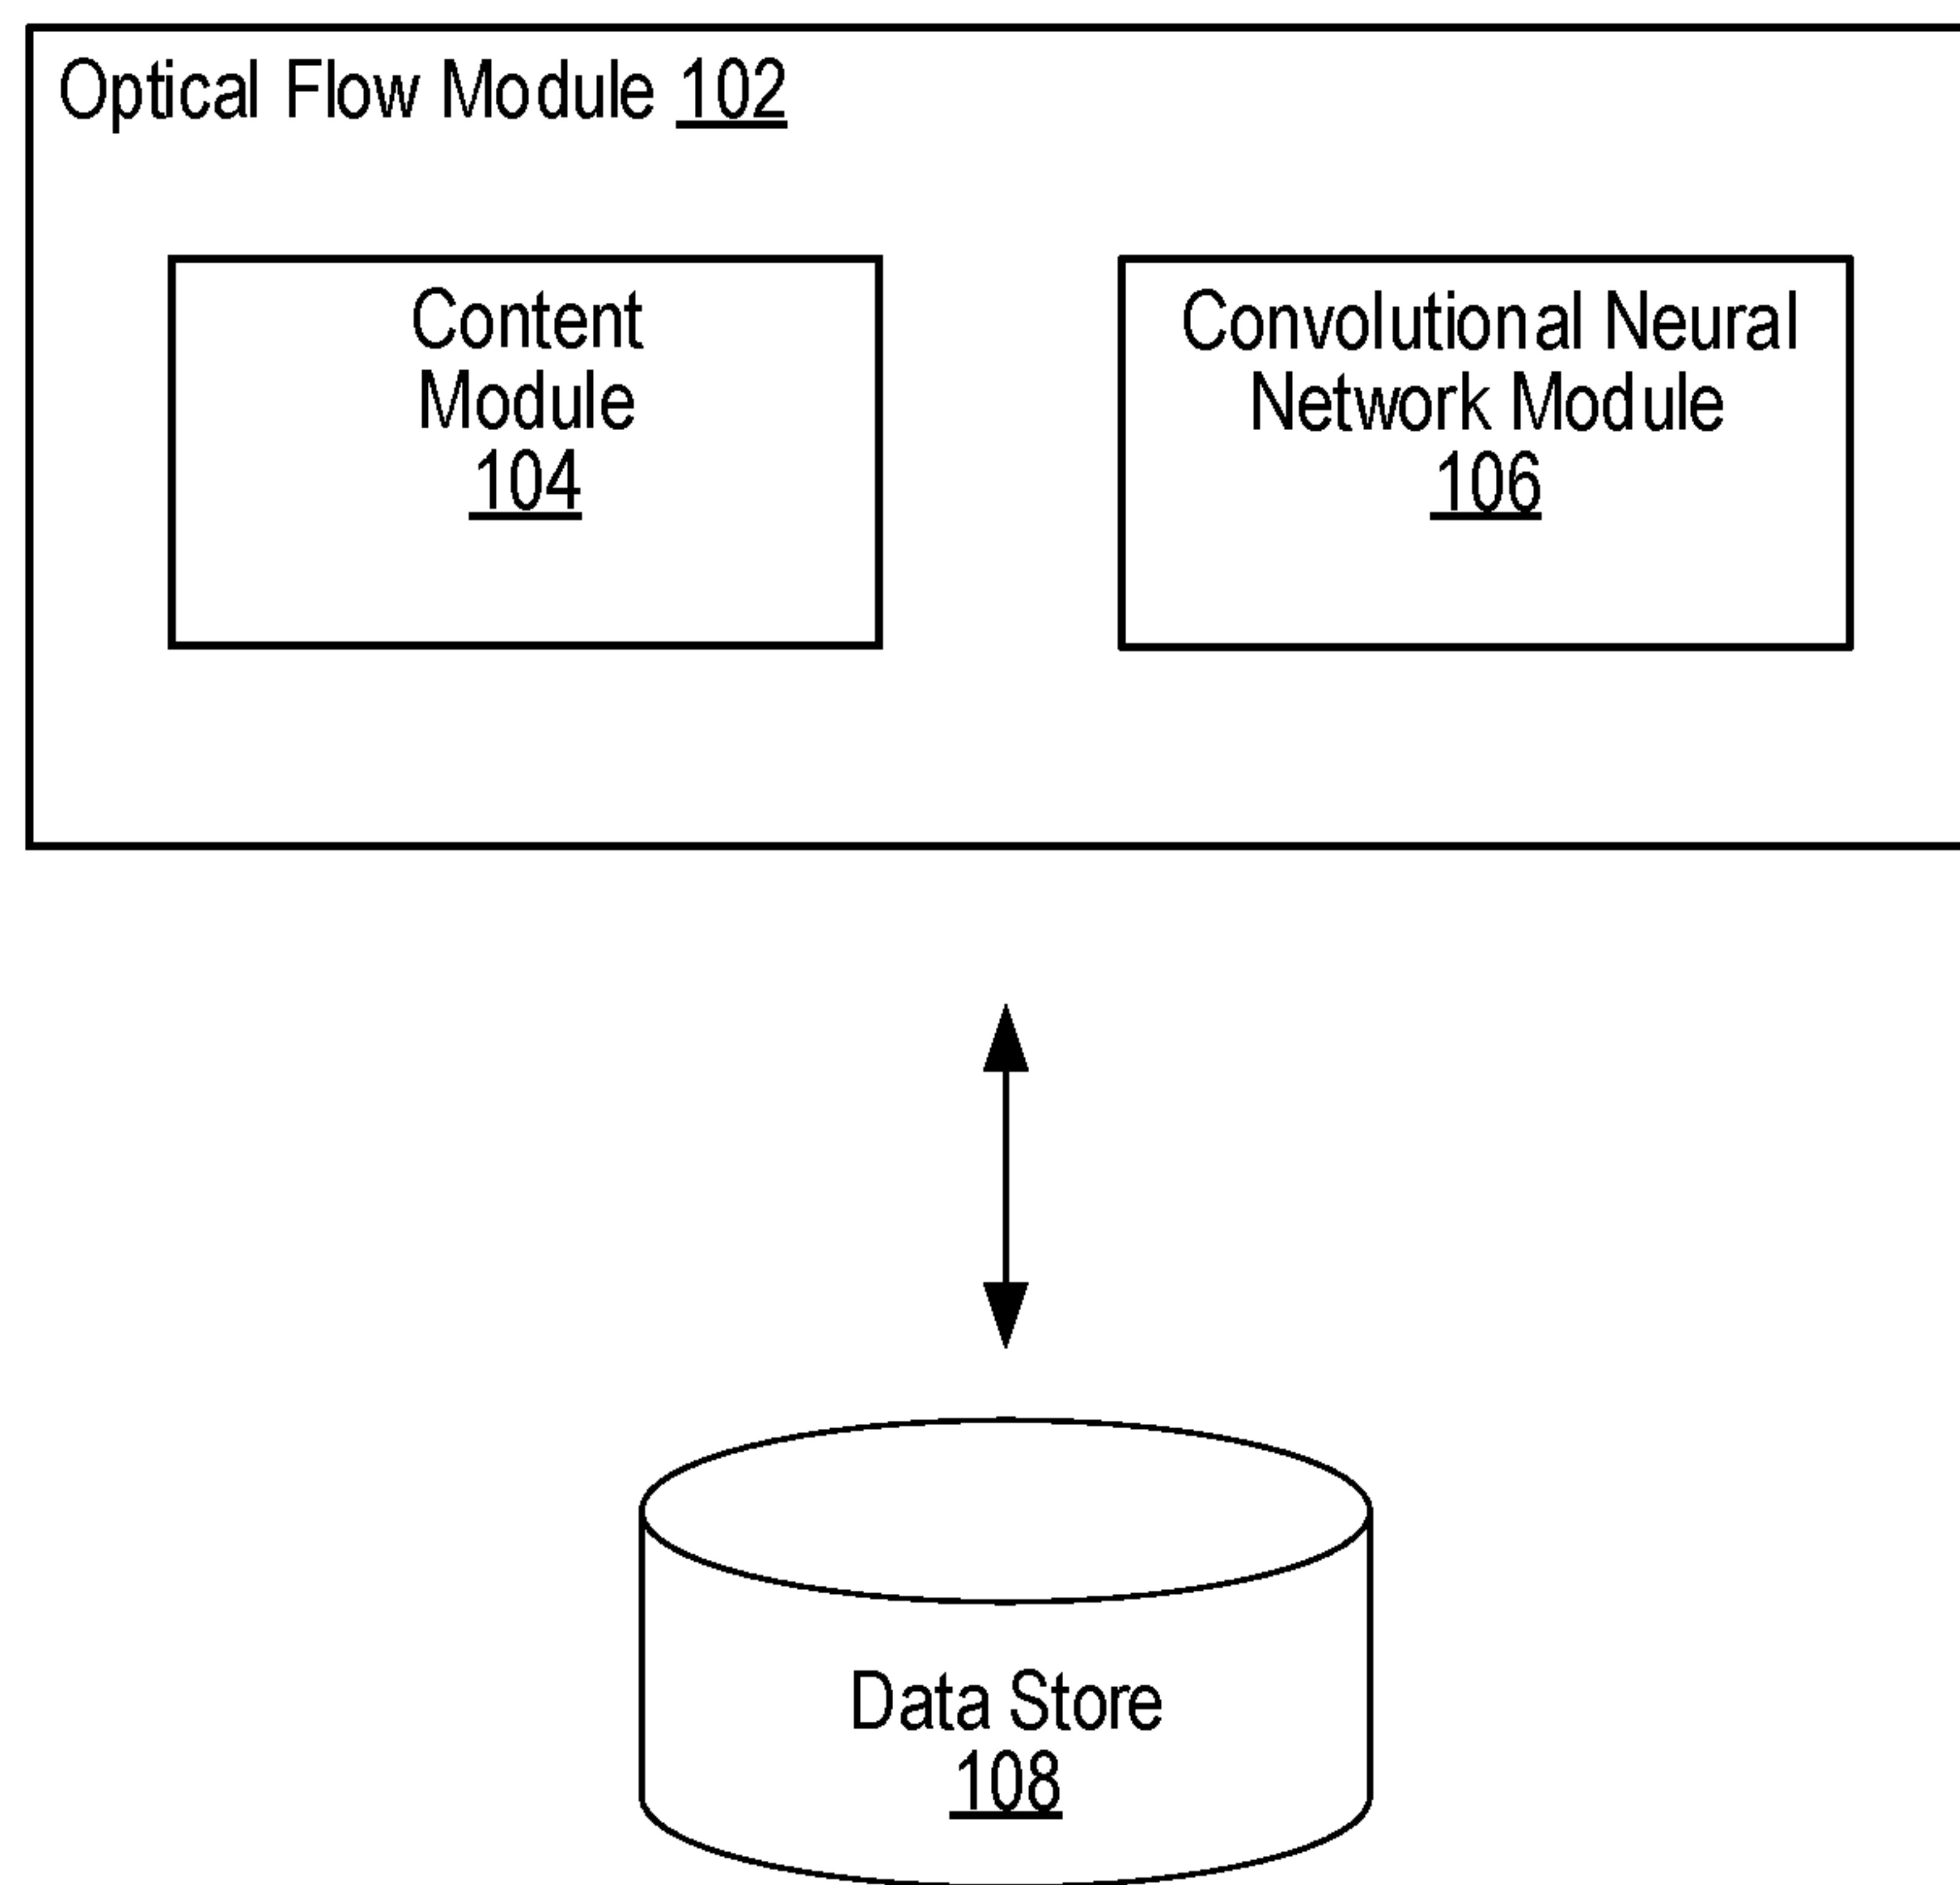 Optical Flow Module 102
Content
Module
104
Convolutional Neural
Network Module
106
Data Store
108